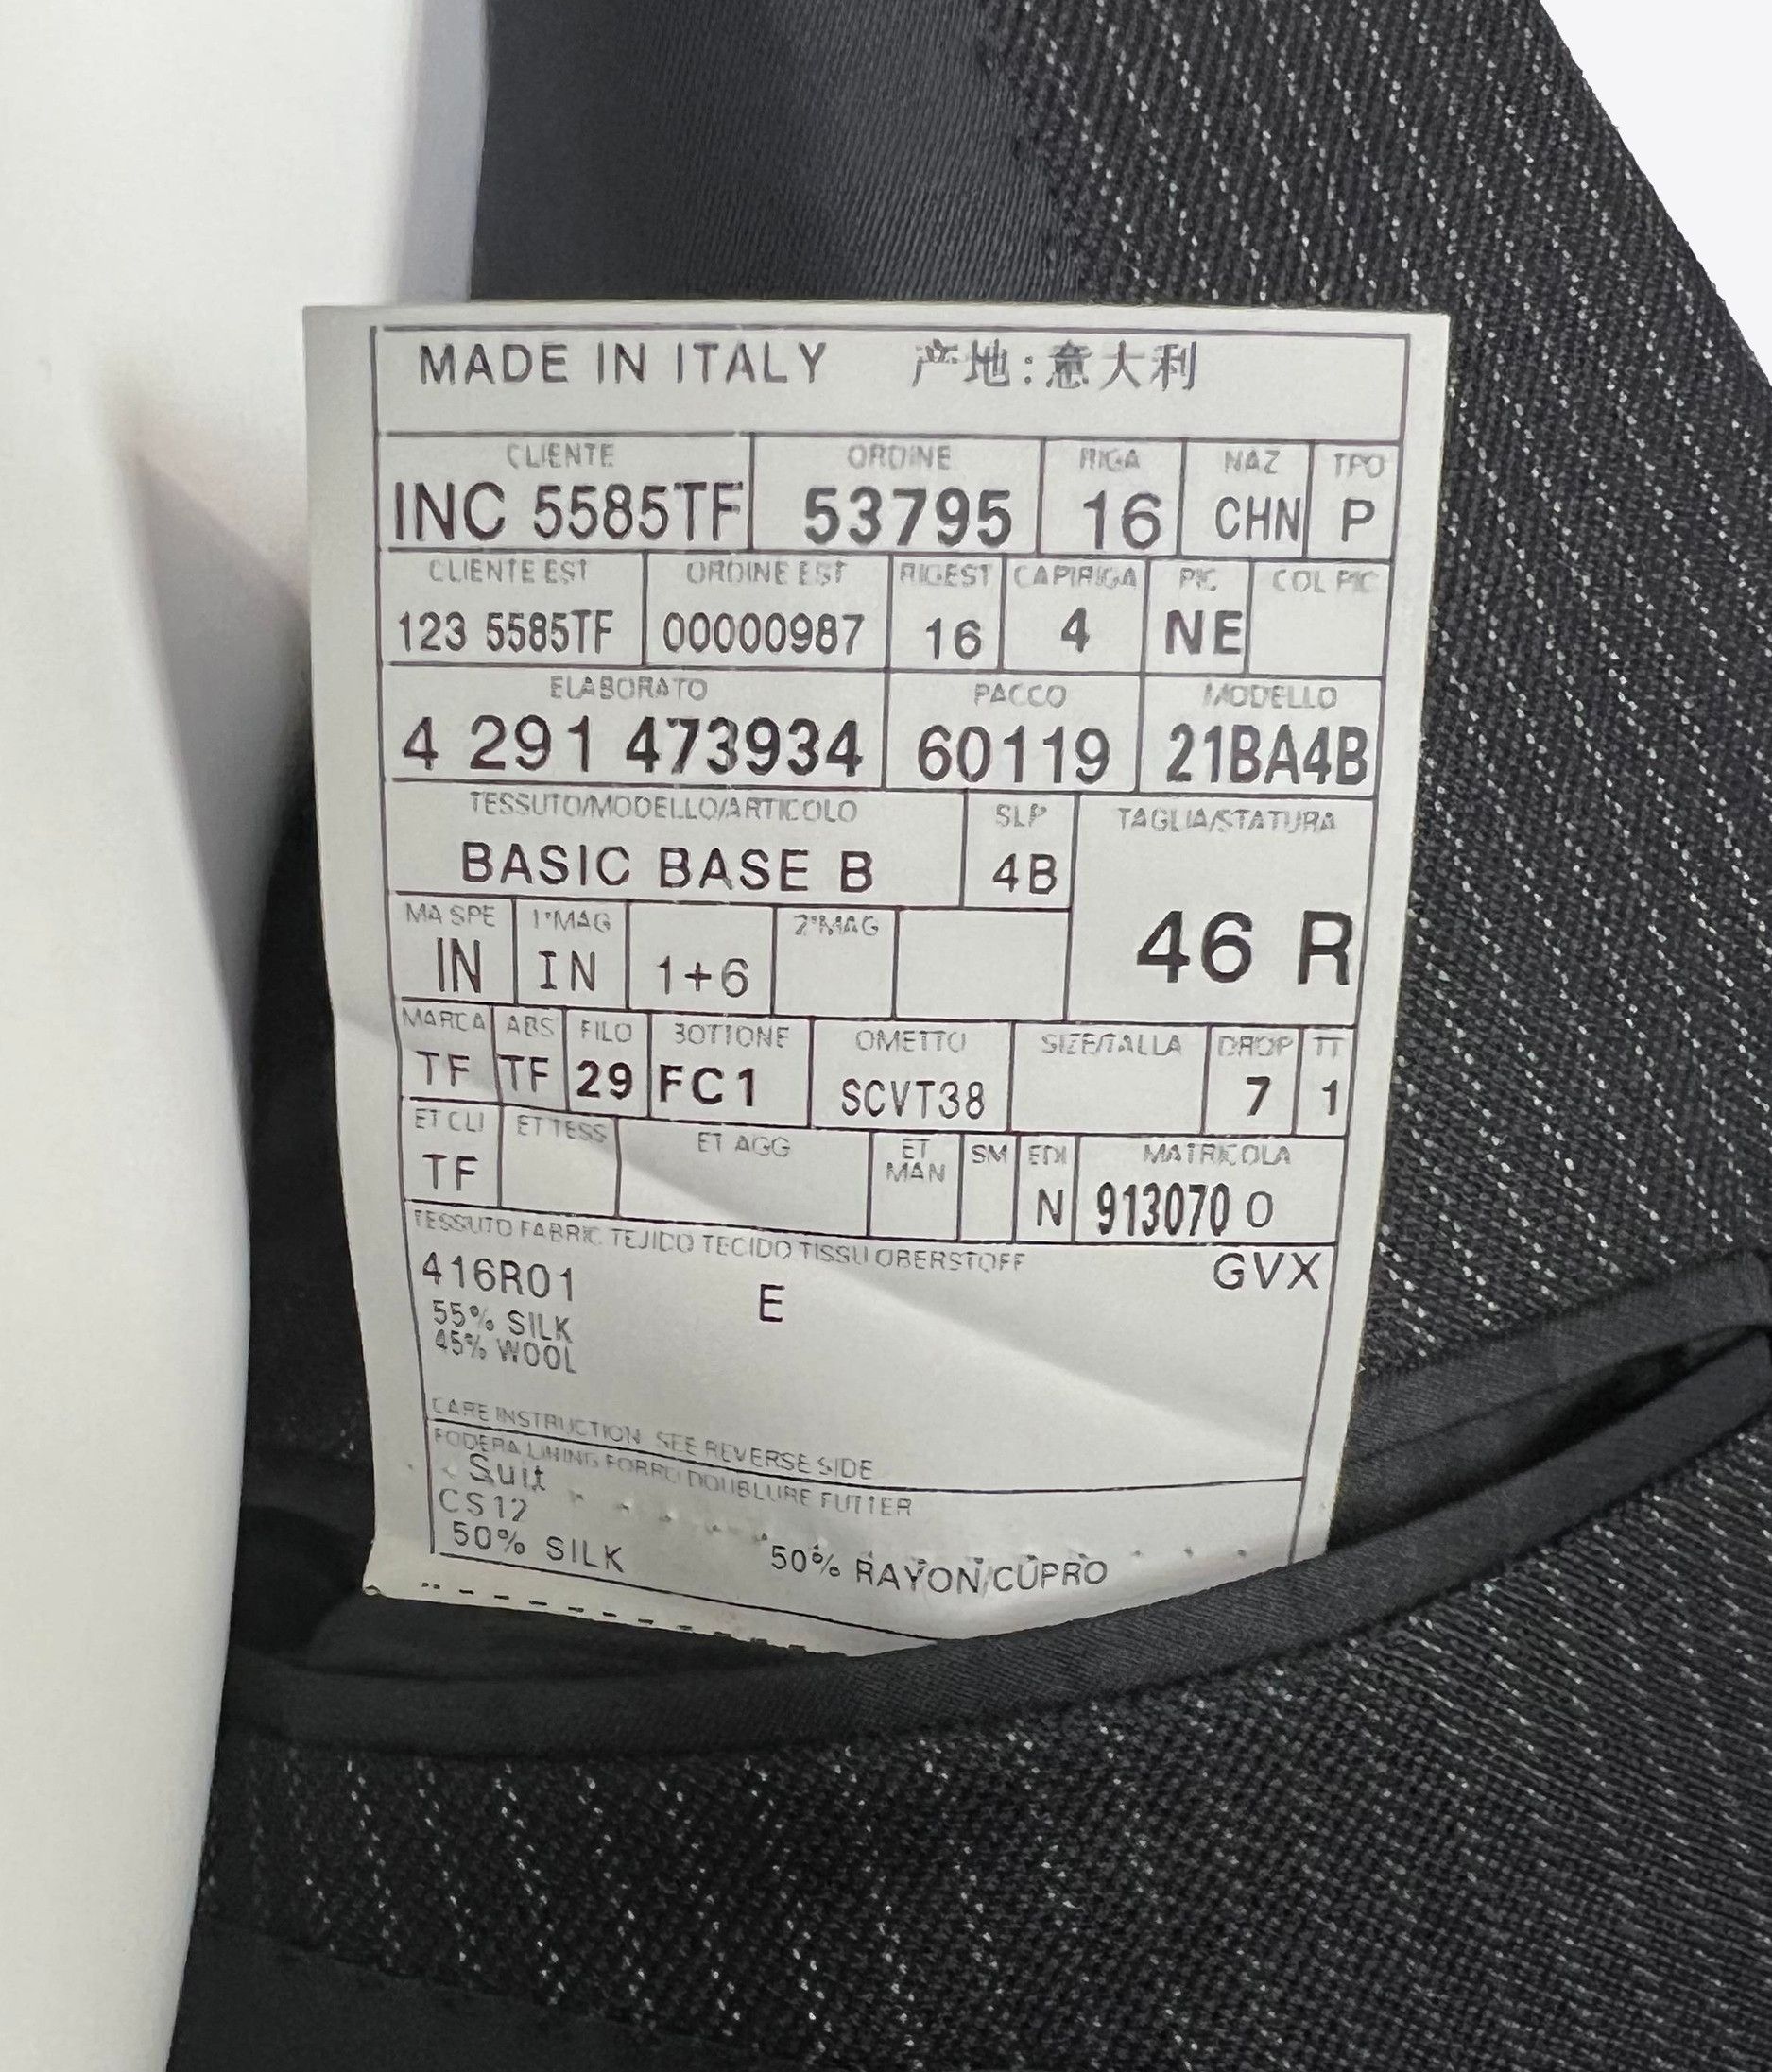 MADE IN ITALY 产地:意大利
CLIENTE ORDINE RIGA NAZ TPO
INC 5585TF 53795 16 CHN P
CLIENTE EST ORDINE EST RIGEST CAPIRIGA PIC COL PIC
123 5585TF 00000987 16 4 NE
ELABORATO PACCO MODELLO
4 291 473934 60119 21BA4B
TESSUTO/MODELLO/ARTICOLO SLP TAGLIA/STATURA
BASIC BASE B 4B
46 R
MA SPE 1°MAG 2°MAG
IN IN 1+6
MARCA ABS FILO BOTTONE OMETTO SIZE/TALLA DROP TT
TF TF 29 FC1 SCVT38 7 1
ET CLI ET TESS ET AGG ET MAN SM EDI MATRICOLA
TF N 913070 0
TESSUTO FABRIC TEJIDO TECIDO TISSU OBERSTOFF
416R01 E GVX
55% SILK
45% WOOL
CARE INSTRUCTION SEE REVERSE SIDE
FODERA LINING FORRO DOUBLURE FUTTER
Suit
CS12
50% SILK 50% RAYON/CUPRO